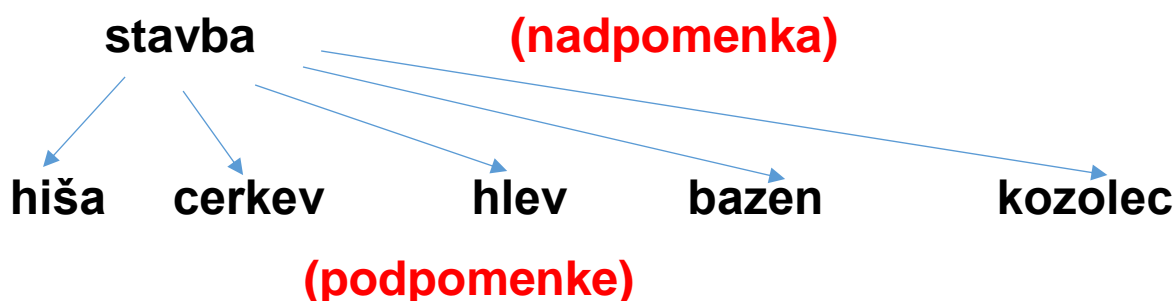 stavba (nadpomenka)
hiša cerkev hlev bazen kozolec
(podpomenke)